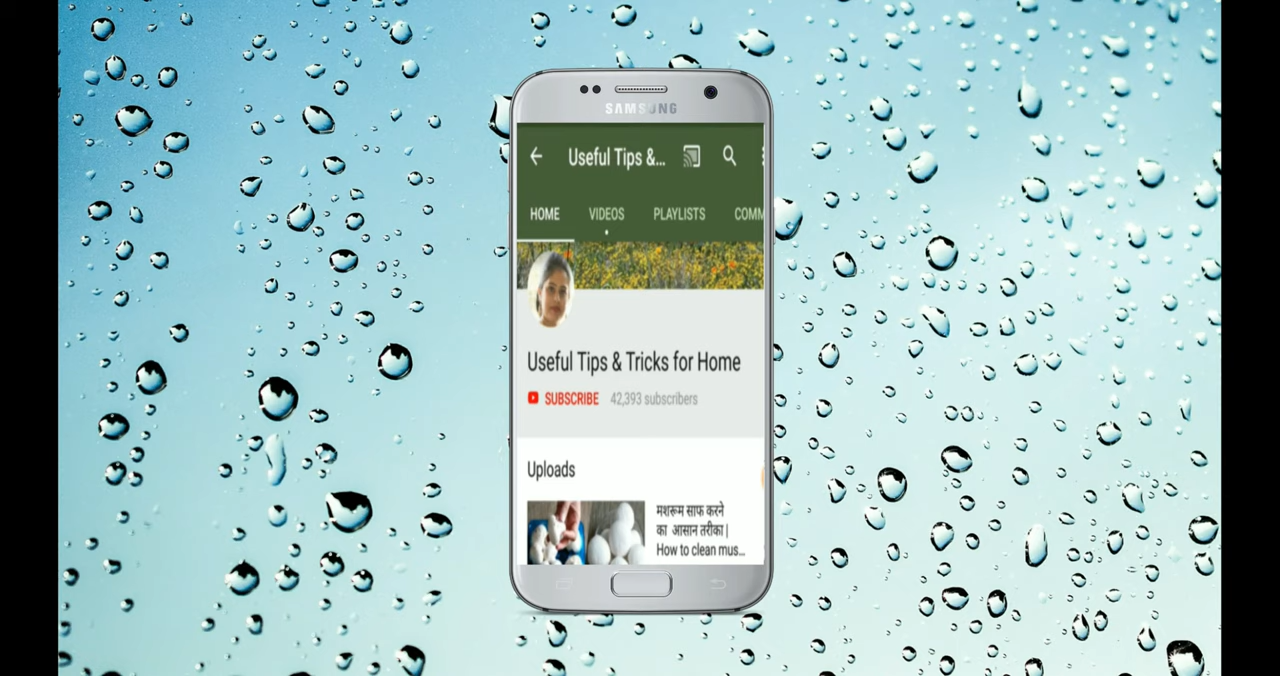 SAMSUNG
Useful Tips &...
HOME VIDEOS PLAYLISTS COMM
Useful Tips & Tricks for Home
SUBSCRIBE 42,393 subscribers
Uploads
मशरूम साफ करने
का आसान तरीका |
How to clean mus...